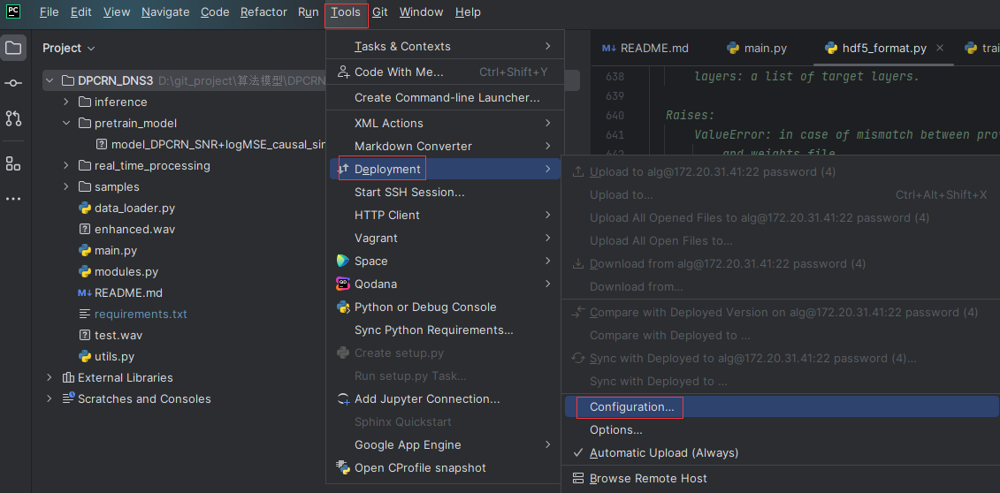 PC
File Edit View Navigate Code Refactor Run Tools Git Window Help
Project
DPCRN_DNS3 D:\git_project\算法模型\DPCRN
inference
pretrain_model
model_DPCRN_SNR+logMSE_causal_sin
real_time_processing
samples
data_loader.py
enhanced.wav
main.py
modules.py
M↓ README.md
requirements.txt
test.wav
utils.py
External Libraries
Scratches and Consoles
Tasks & Contexts
Code With Me... Ctrl+Shift+Y
Create Command-line Launcher...
XML Actions
Markdown Converter
Deployment
Start SSH Session...
HTTP Client
Vagrant
Space
QD Qodana
Python or Debug Console
Sync Python Requirements...
Create setup.py
Run setup.py Task...
Add Jupyter Connection...
Sphinx Quickstart
Google App Engine
Open CProfile snapshot
M↓ README.md main.py hdf5_format.py trai
638 layers: a list of target layers.
639
640 Raises:
641 ValueError: in case of mismatch between pro
662 and weights file
Upload to alg@172.20.31.41:22 password (4)
Upload to... Ctrl+Alt+Shift+X
Upload All Opened Files to alg@172.20.31.41:22 password (4)
Upload All Open Files to...
Download from alg@172.20.31.41:22 password (4)
Download from...
Compare with Deployed Version on alg@172.20.31.41:22 password (4)
Compare with Deployed to ...
Sync with Deployed to alg@172.20.31.41:22 password (4)...
Sync with Deployed to ...
Configuration...
Options...
Automatic Upload (Always)
Browse Remote Host